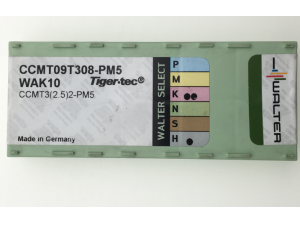 CCMT09T308-PM5
WAK10 Tiger·tec®
CCMT3(2.5)2-PM5
Made in Germany
WALTER SELECT
P
M
K
N
S
H
WALTER